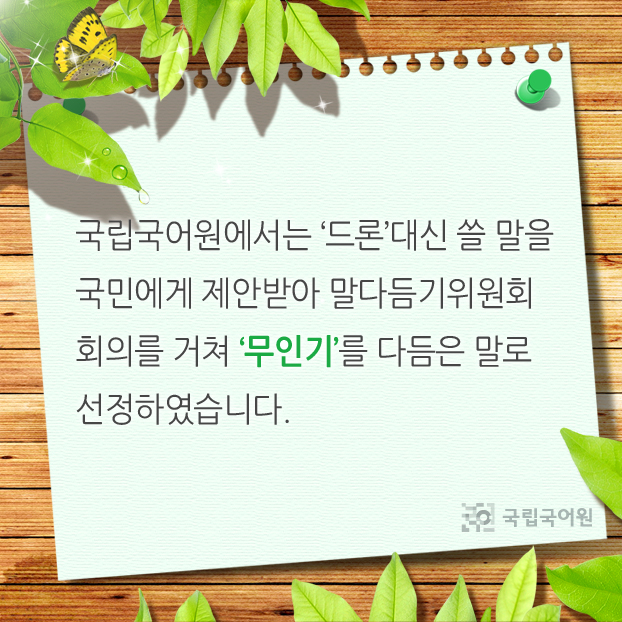 국립국어원에서는 ‘드론’대신 쓸 말을
국민에게 제안받아 말다듬기위원회
회의를 거쳐 ‘무인기’를 다듬은 말로
선정하였습니다.
국립국어원